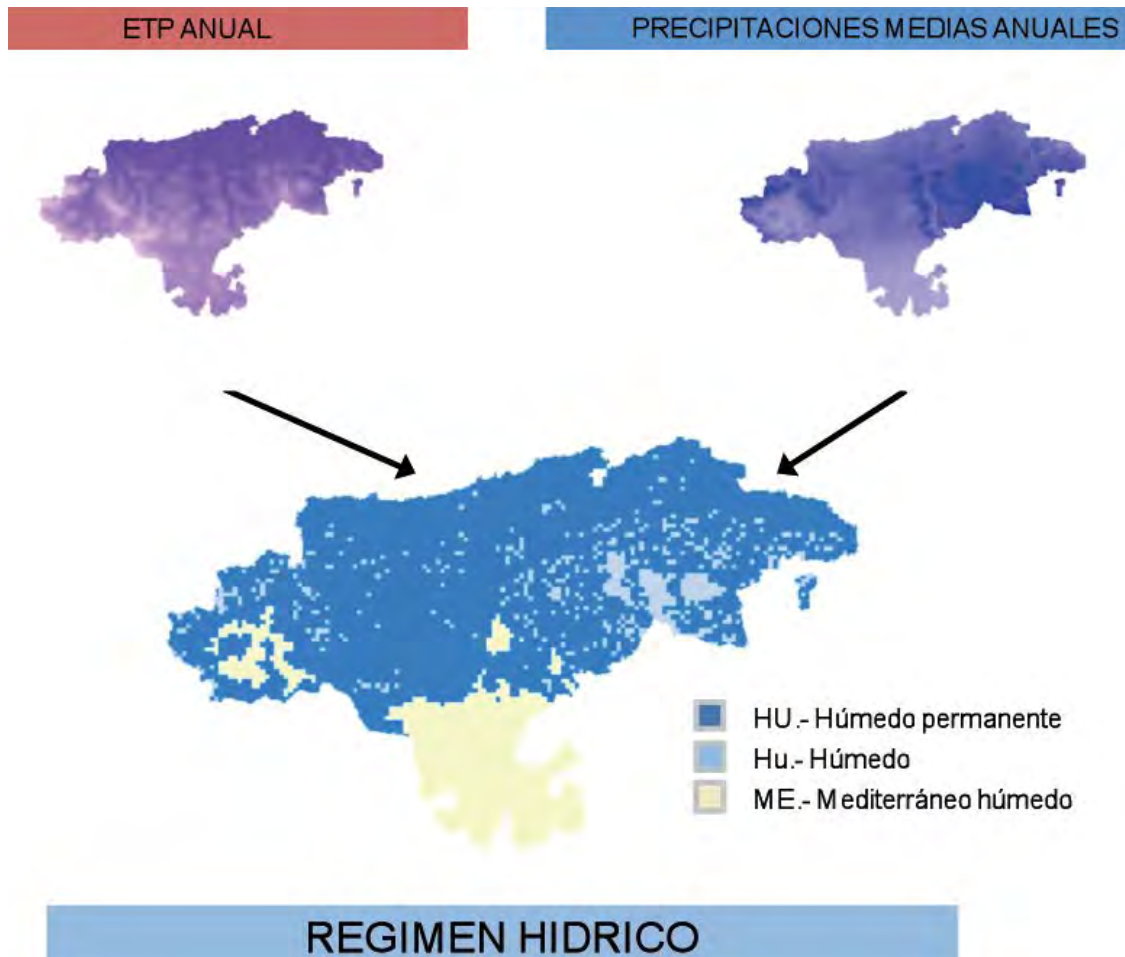 ETP ANUAL
PRECIPITACIONES MEDIAS ANUALES
HU.- Húmedo permanente
Hu.- Húmedo
ME.- Mediterráneo húmedo
REGIMEN HIDRICO